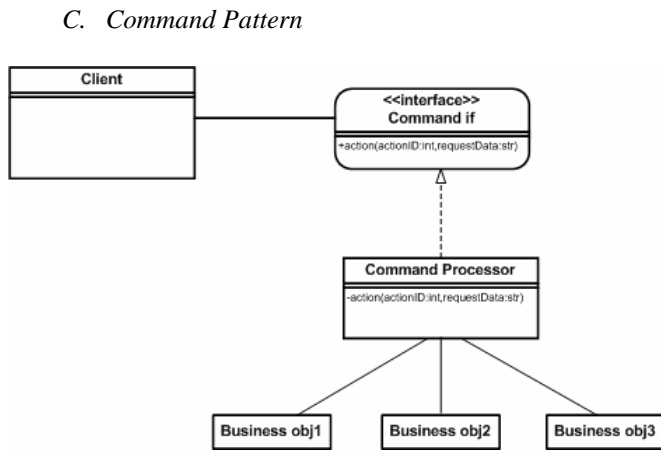 C. Command Pattern
Client
<<interface>>
Command if
+action(actionID:int,requestData:str)
Command Processor
-action(actionID:int,requestData:str)
Business obj1
Business obj2
Business obj3